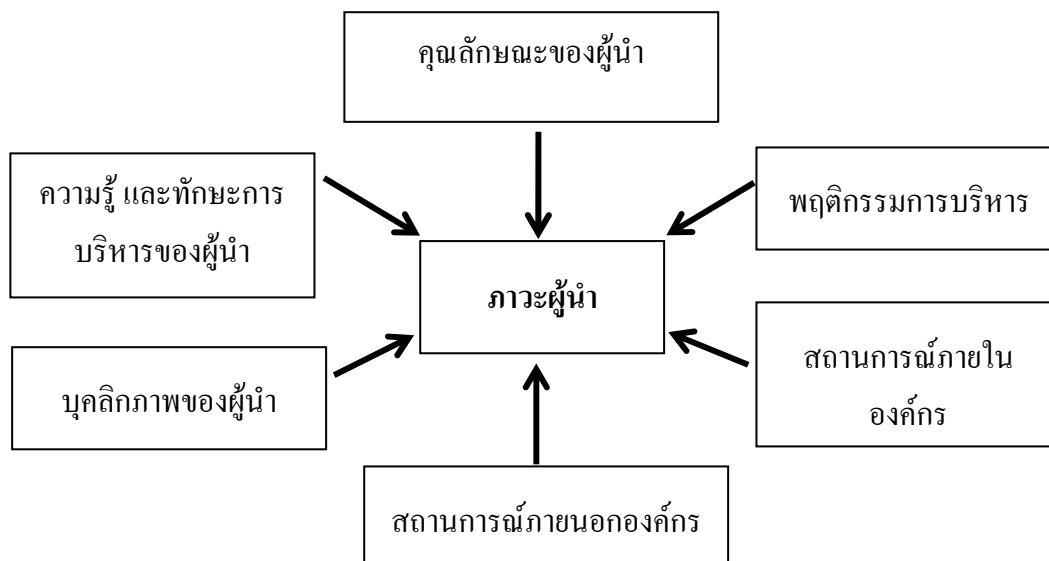 คุณลักษณะของผู้นำ
ความรู้ และทักษะการ
บริหารของผู้นำ
พฤติกรรมการบริหาร
ภาวะผู้นำ
บุคลิกภาพของผู้นำ
สถานการณ์ภายใน
องค์กร
สถานการณ์ภายนอกองค์กร